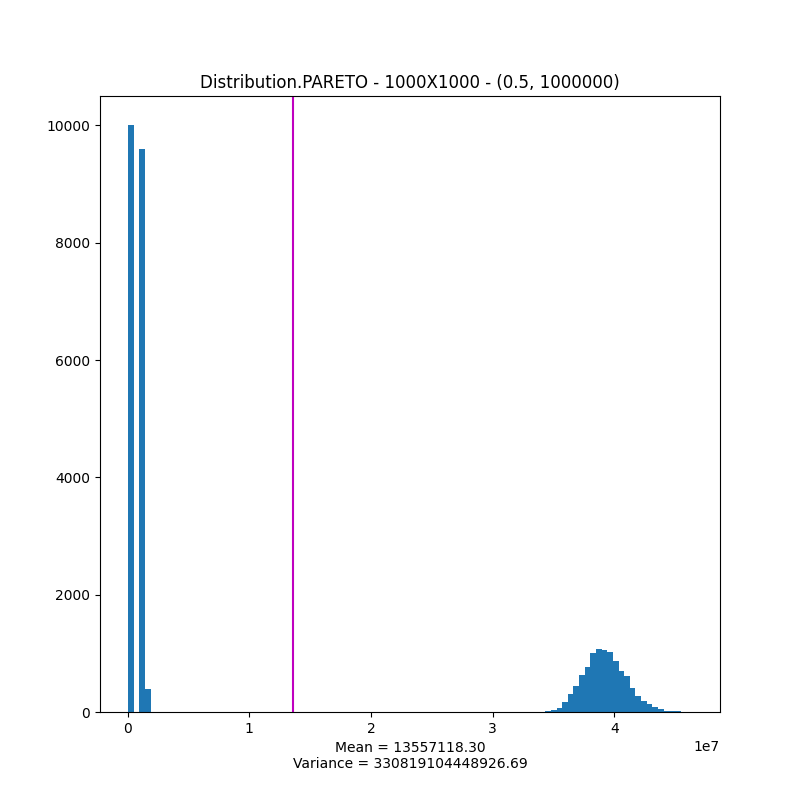 Distribution.PARETO - 1000X1000 - (0.5, 1000000)
10000
8000
6000
4000
2000
0
0 1 2 3 4
1e7
Mean = 13557118.30
Variance = 330819104448926.69